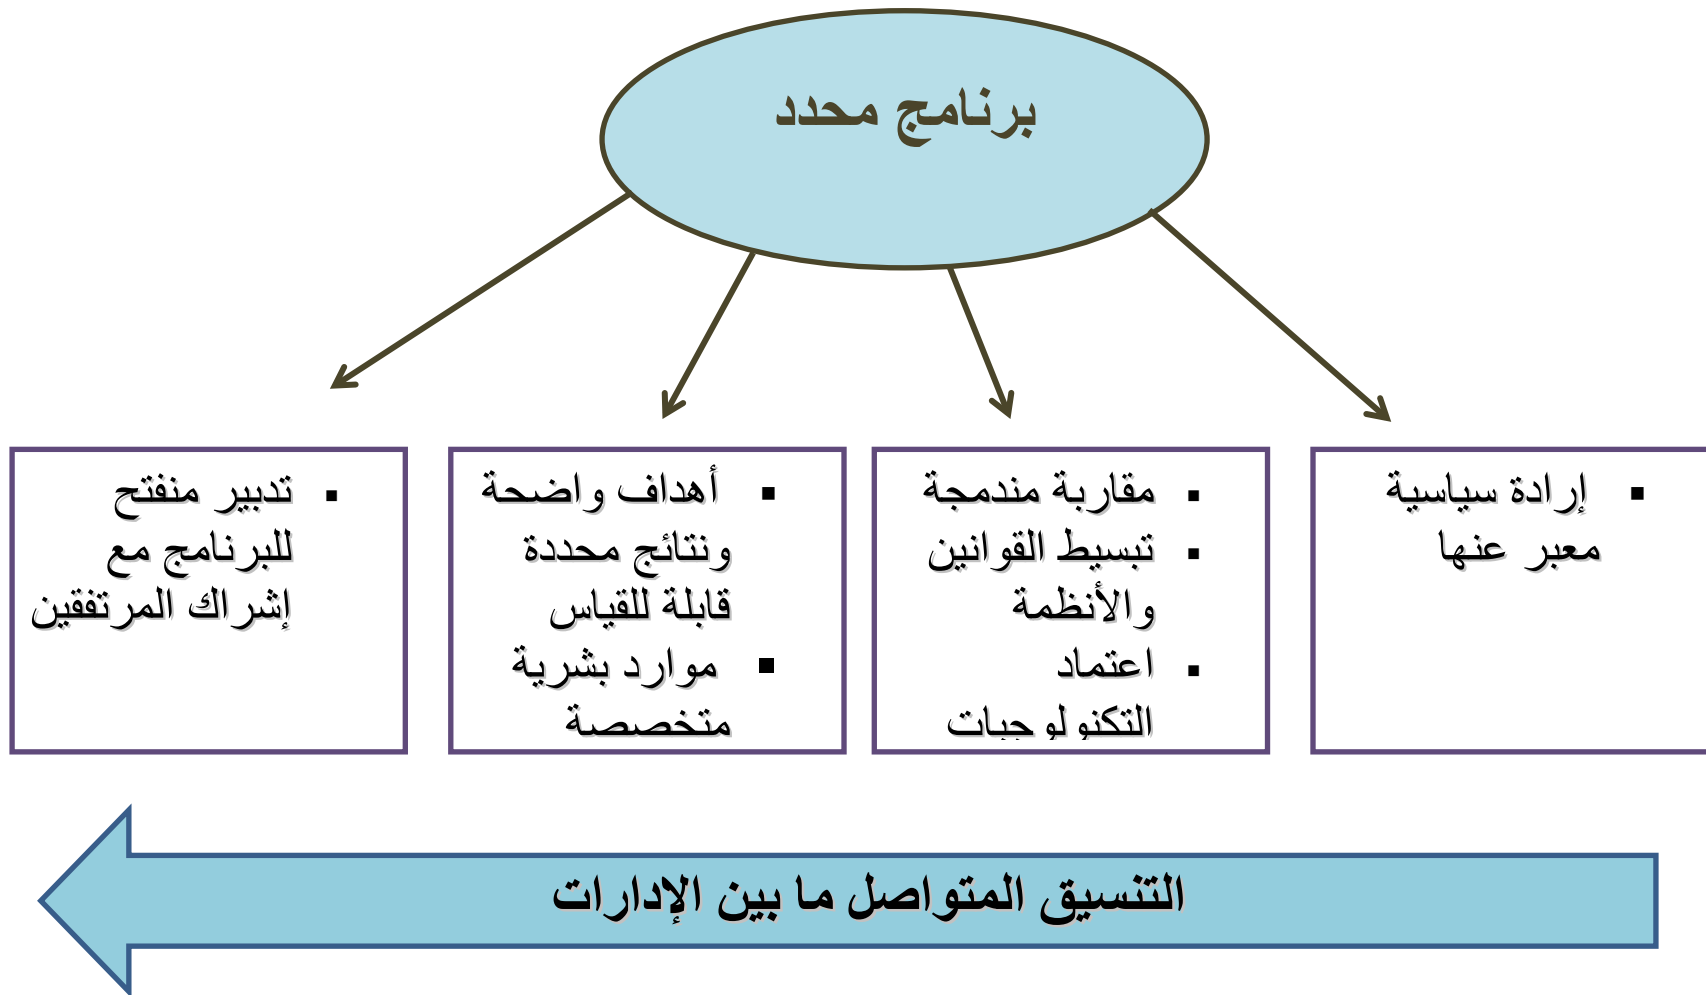 برنامج محدد
▪ إرادة سياسية
معبر عنها
▪ مقاربة مندمجة
▪ تبسيط القوانين
والأنظمة
▪ اعتماد
التكنولوجيات
▪ أهداف واضحة
ونتائج محددة
قابلة للقياس
▪ موارد بشرية
متخصصة
▪ تدبير منفتح
للبرنامج مع
إشراك المرتفقين
التنسيق المتواصل ما بين الإدارات